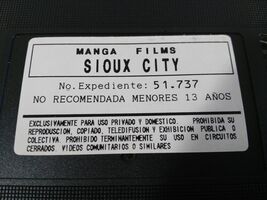 MANGA FILMS
SIOUX CITY
No. Expediente: 51.737
NO RECOMENDADA MENORES 13 AÑOS
EXCLUSIVAMENTE PARA USO PRIVADO Y DOMESTICO. PROHIBIDA SU
REPRODUCCION, COPIADO, TELEDIFUSION Y EXHIBICION PUBLICA O
COLECTIVA. PROHIBIDO TERMINANTEMENTE SU USO EN CIRCUITOS
CERRADOS, VIDEOS COMUNITARIOS O SIMILARES